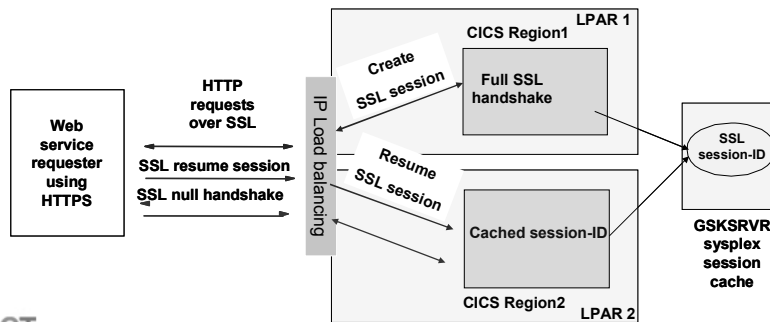 LPAR 1
CICS Region1
Create
SSL session
Full SSL
handshake
HTTP
requests
over SSL
Web
service
requester
using
HTTPS
SSL resume session
SSL null handshake
IP Load balancing
Resume
SSL session
Cached session-ID
CICS Region2
LPAR 2
SSL
session-ID
GSKSRVR
sysplex
session
cache